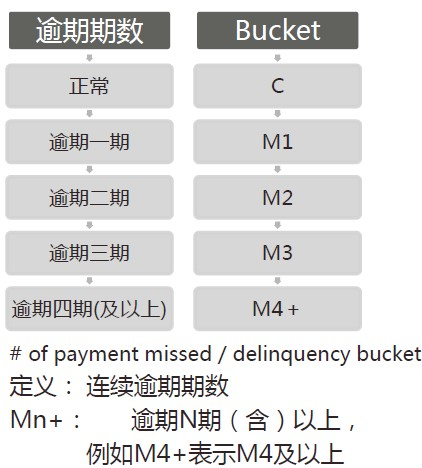 逾期期数 Bucket
正常 C
逾期一期 M1
逾期二期 M2
逾期三期 M3
逾期四期(及以上) M4+
# of payment missed / delinquency bucket
定义： 连续逾期期数
Mn+： 逾期N期（含）以上，
例如M4+表示M4及以上